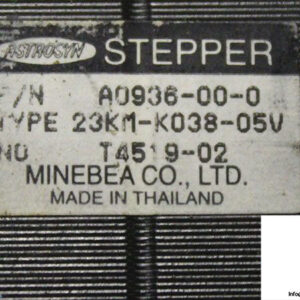 ASTROSYN STEPPER
P/N A0936-00-0
TYPE 23KM-K038-05V
NO T4519-02
MINEBEA CO., LTD.
MADE IN THAILAND